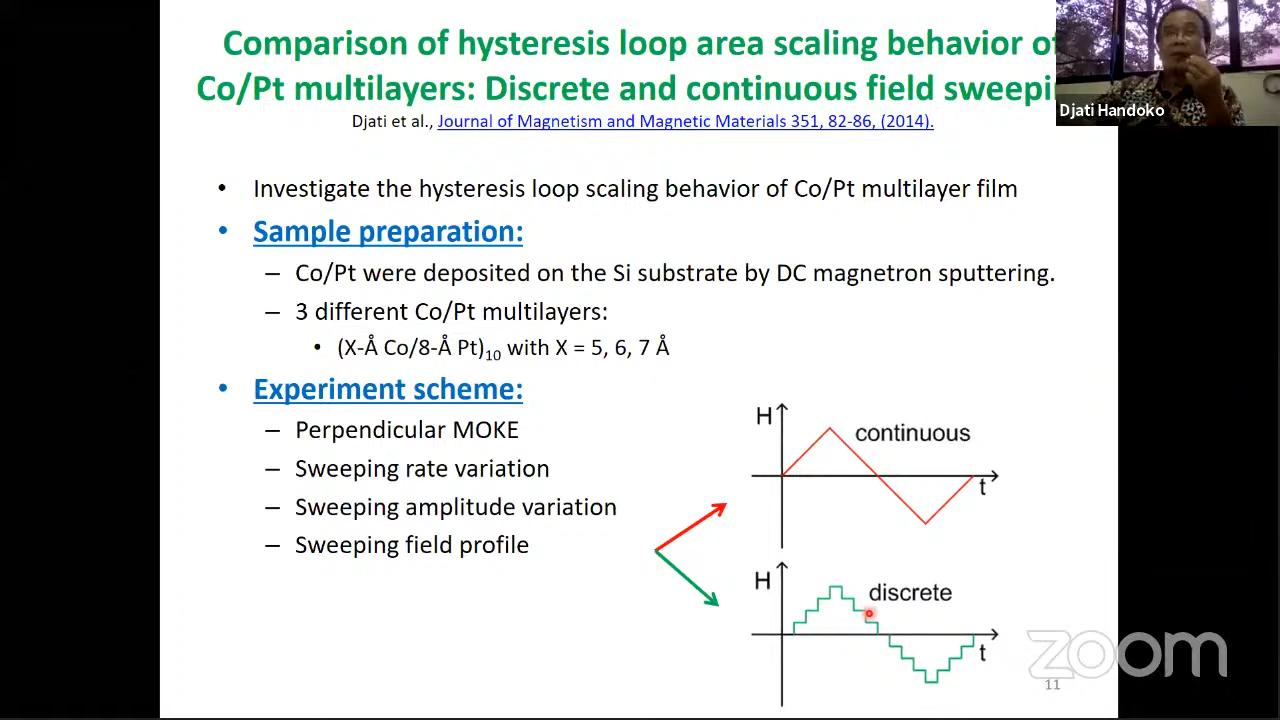 Comparison of hysteresis loop area scaling behavior of
Co/Pt multilayers: Discrete and continuous field sweepin
Djati et al., Journal of Magnetism and Magnetic Materials 351, 82-86, (2014).
Djati Handoko
• Investigate the hysteresis loop scaling behavior of Co/Pt multilayer film
• Sample preparation:
– Co/Pt were deposited on the Si substrate by DC magnetron sputtering.
– 3 different Co/Pt multilayers:
• (X-Å Co/8-Å Pt)10 with X = 5, 6, 7 Å
• Experiment scheme:
– Perpendicular MOKE
– Sweeping rate variation
– Sweeping amplitude variation
– Sweeping field profile
H
continuous
t
H
discrete
t
zoom
11